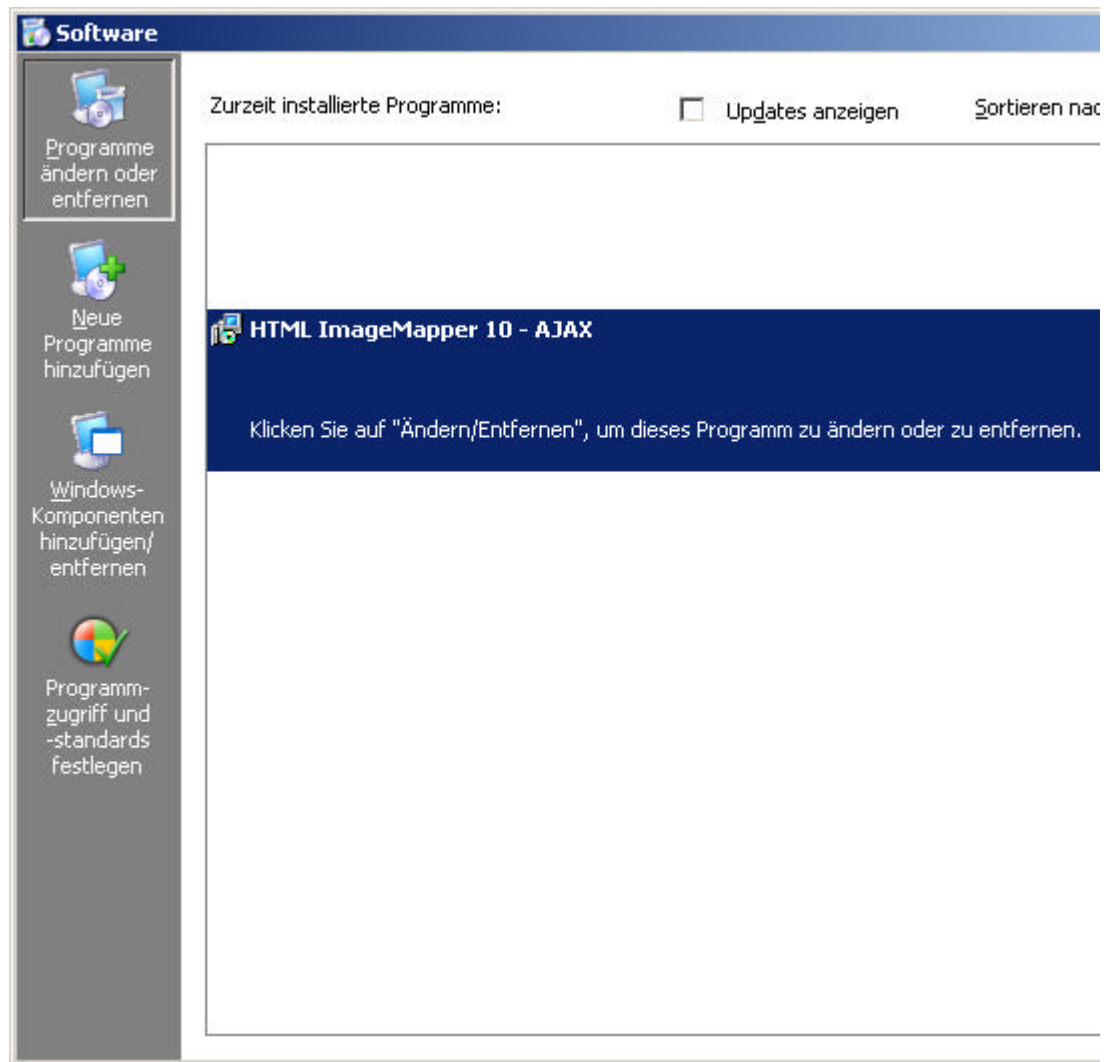 Software
Programme
ändern oder
entfernen
Neue
Programme
hinzufügen
Windows-
Komponenten
hinzufügen/
entfernen
Programm-
zugriff und
-standards
festlegen
Zurzeit installierte Programme:
Updates anzeigen
Sortieren nac
HTML ImageMapper 10 - AJAX
Klicken Sie auf "Ändern/Entfernen", um dieses Programm zu ändern oder zu entfernen.